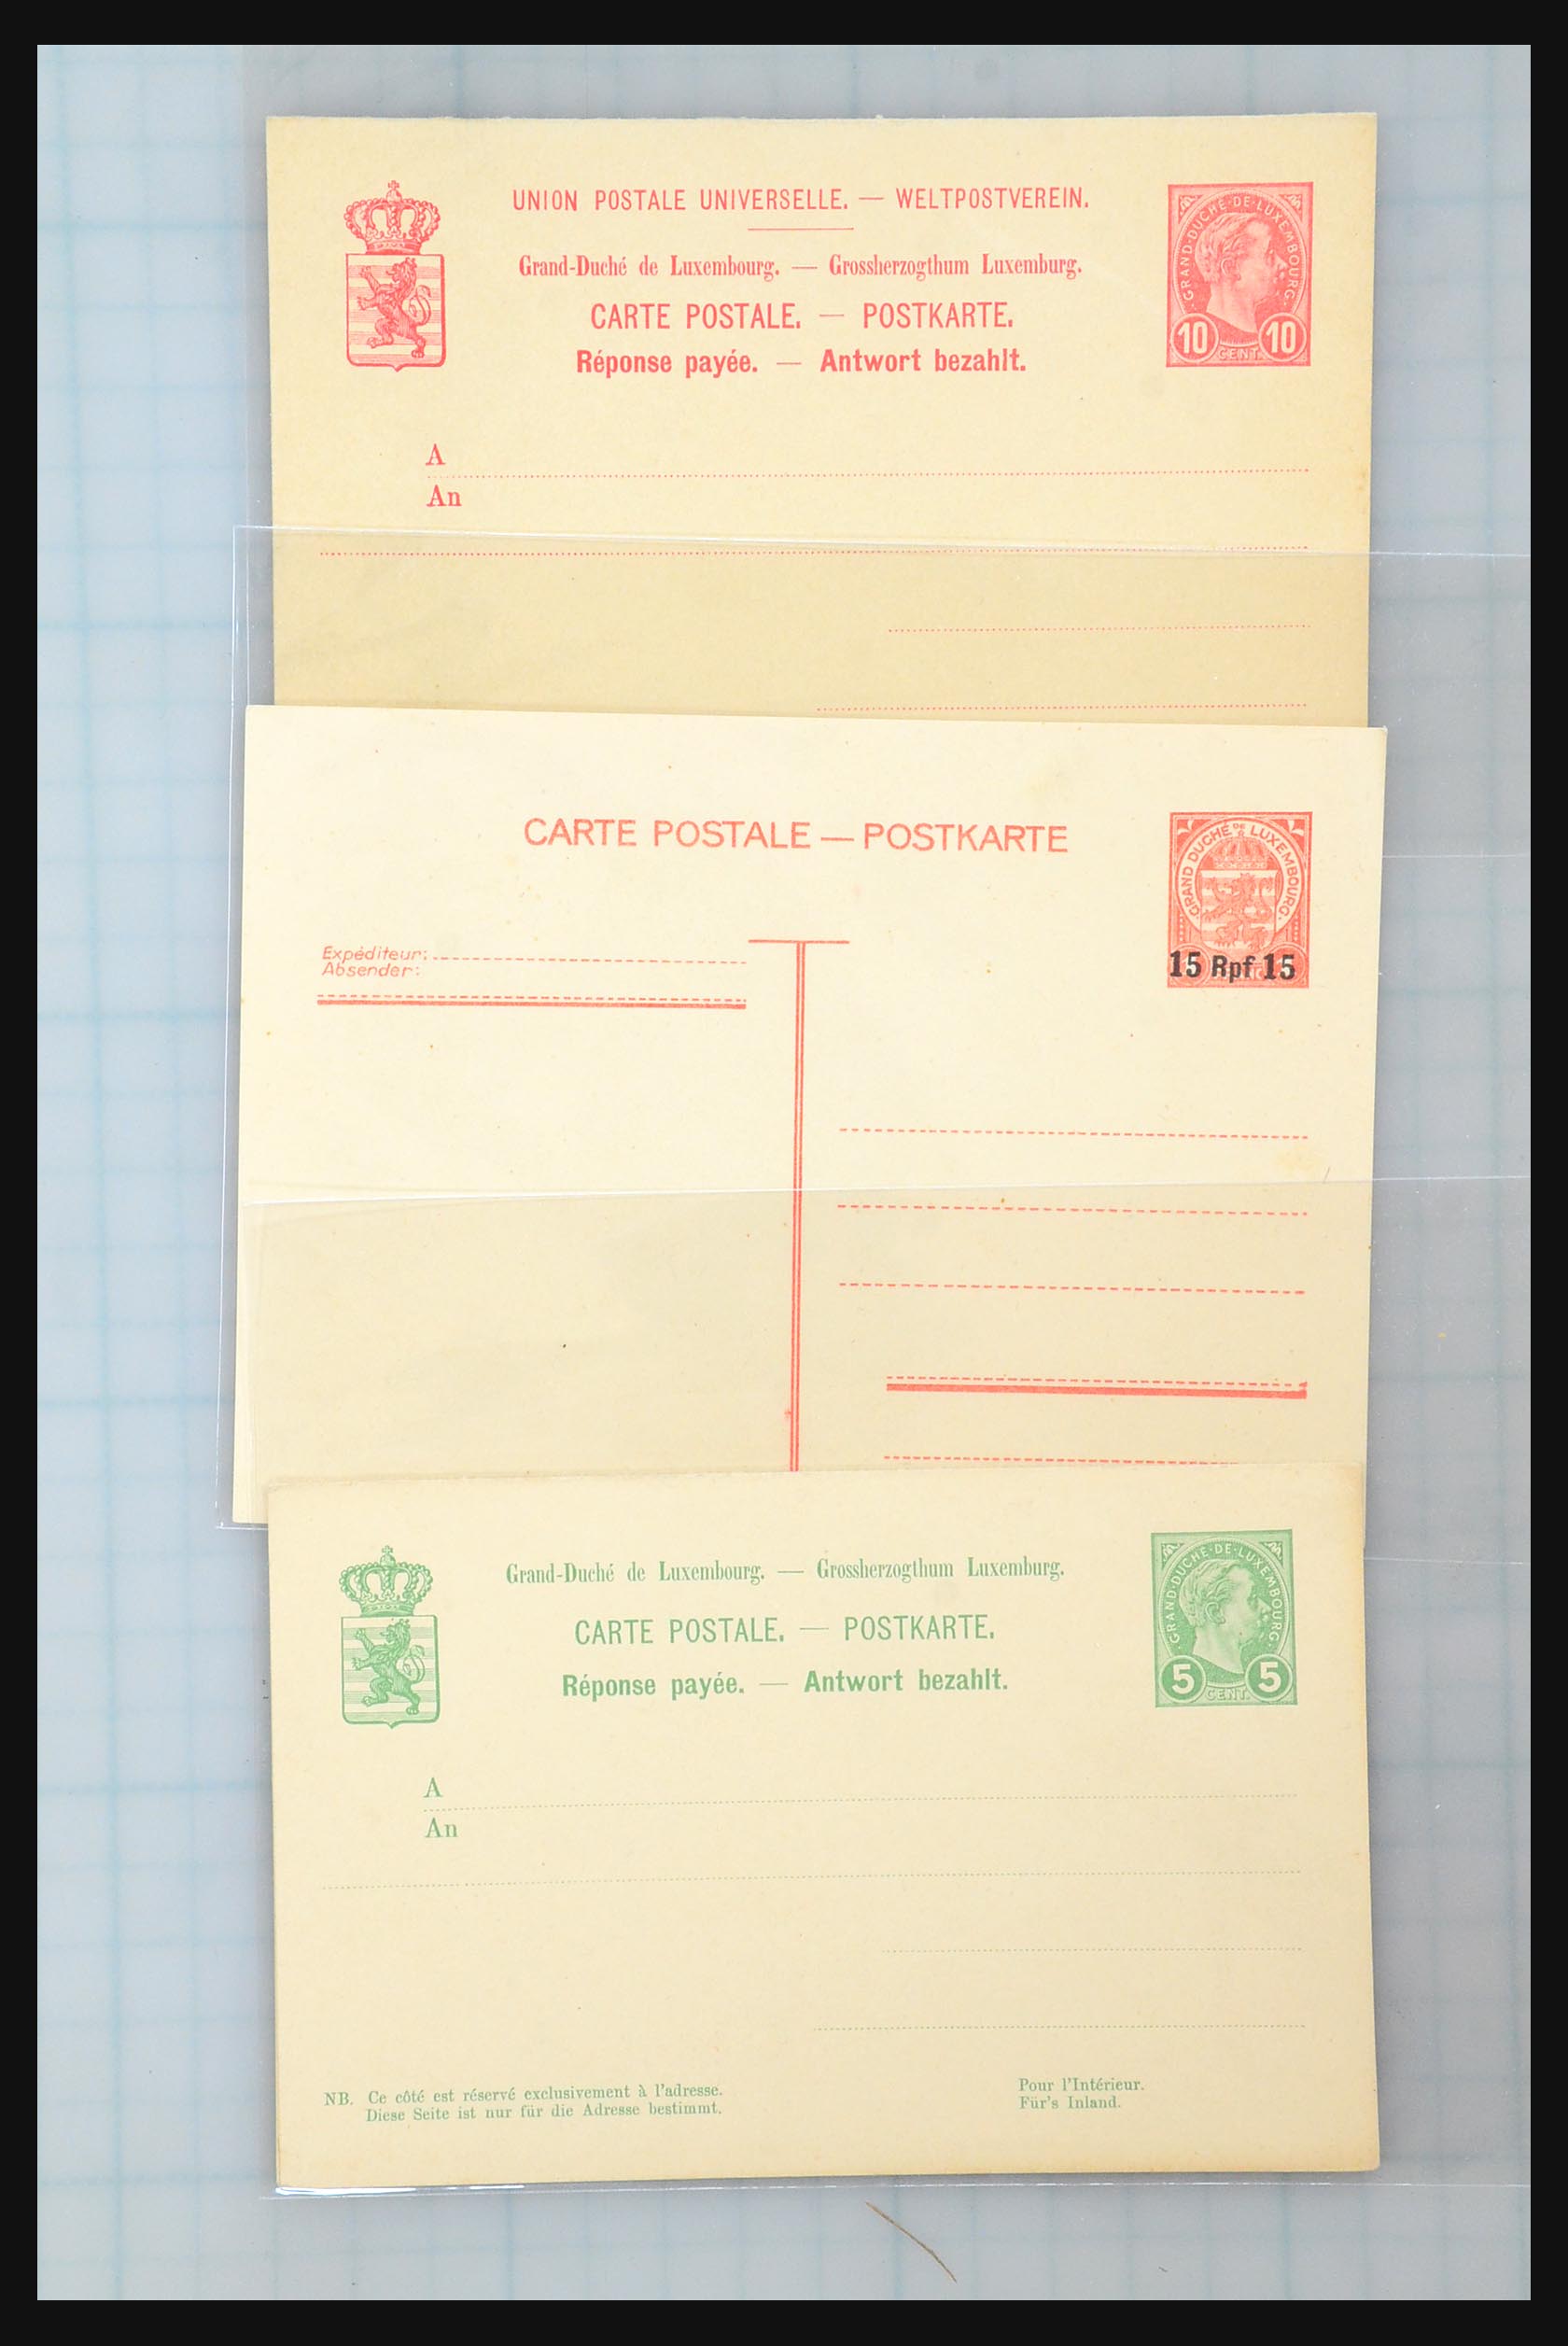 UNION POSTALE UNIVERSELLE. — WELTPOSTVEREIN.
Grand-Duché de Luxembourg. — Grossherzogthum Luxemburg.
CARTE POSTALE. — POSTKARTE.
Réponse payée. — Antwort bezahlt.
GRAND-DUCHÉ-DE-LUXEMBOURG
10 CENT. 10
A
An
CARTE POSTALE — POSTKARTE
GRAND DUCHÉ DE LUXEMBOURG
15 Rpf 15
Expéditeur:
Absender:
Grand-Duché de Luxembourg. — Grossherzogthum Luxemburg.
CARTE POSTALE. — POSTKARTE.
Réponse payée. — Antwort bezahlt.
GRAND-DUCHÉ-DE-LUXEMBOURG
5 CENT. 5
A
An
NB. Ce côté est réservé exclusivement à l'adresse.
Diese Seite ist nur für die Adresse bestimmt.
Pour l'Intérieur.
Für's Inland.